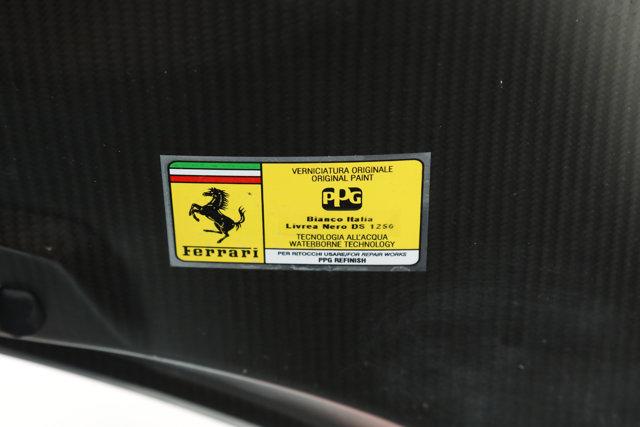 VERNICIATURA ORIGINALE
ORIGINAL PAINT
PPG
Bianco Italia
Livrea Nero DS 1250
TECNOLOGIA ALL'ACQUA
WATERBORNE TECHNOLOGY
Ferrari
PER RITOCCHI USARE/FOR REPAIR WORKS
PPG REFINISH